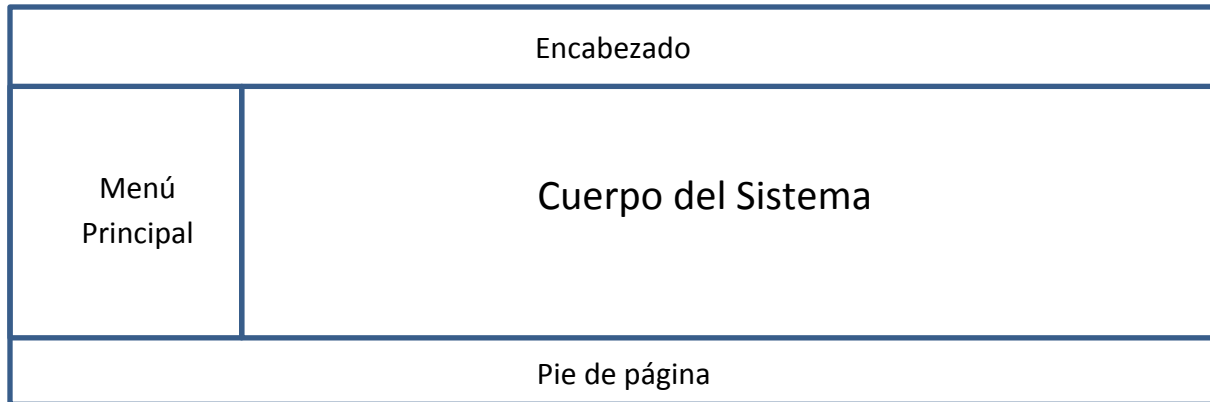 Encabezado
Menú
Principal
Cuerpo del Sistema
Pie de página